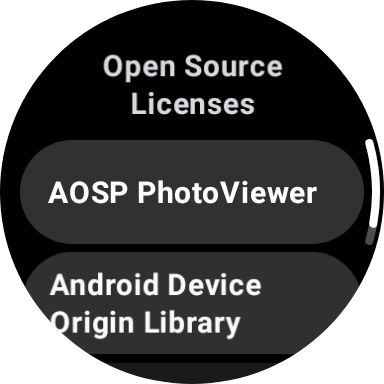 Open Source
Licenses
AOSP PhotoViewer
Android Device
Origin Library